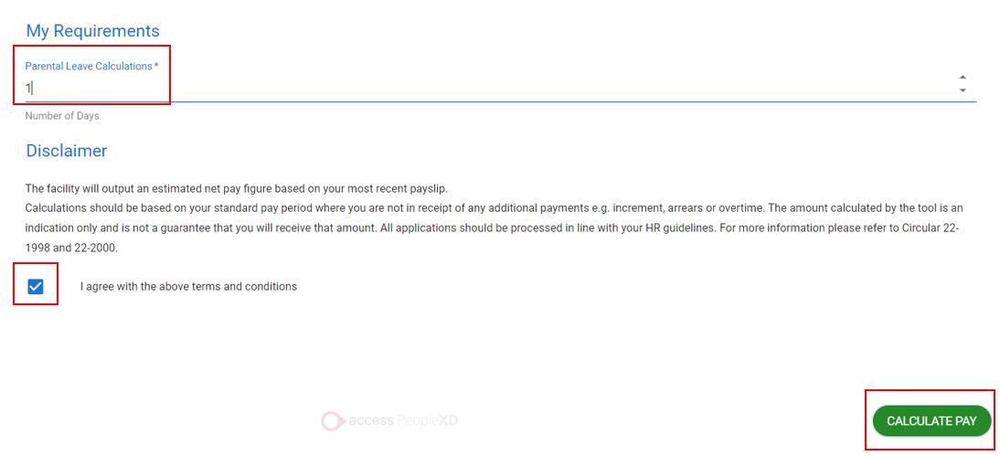 My Requirements
Parental Leave Calculations *
1
Number of Days
Disclaimer
The facility will output an estimated net pay figure based on your most recent payslip.
Calculations should be based on your standard pay period where you are not in receipt of any additional payments e.g. increment, arrears or overtime. The amount calculated by the tool is an
indication only and is not a guarantee that you will receive that amount. All applications should be processed in line with your HR guidelines. For more information please refer to Circular 22-
1998 and 22-2000.
I agree with the above terms and conditions
access PeopleXD
CALCULATE PAY